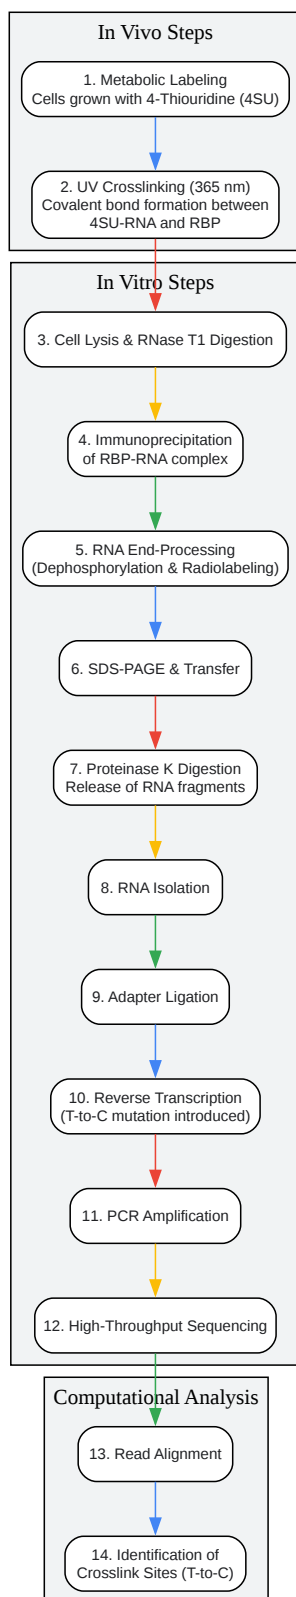 In Vivo Steps
1. Metabolic Labeling
Cells grown with 4-Thiouridine (4SU)
2. UV Crosslinking (365 nm)
Covalent bond formation between
4SU-RNA and RBP
In Vitro Steps
3. Cell Lysis & RNase T1 Digestion
4. Immunoprecipitation
of RBP-RNA complex
5. RNA End-Processing
(Dephosphorylation & Radiolabeling)
6. SDS-PAGE & Transfer
7. Proteinase K Digestion
Release of RNA fragments
8. RNA Isolation
9. Adapter Ligation
10. Reverse Transcription
(T-to-C mutation introduced)
11. PCR Amplification
12. High-Throughput Sequencing
Computational Analysis
13. Read Alignment
14. Identification of
Crosslink Sites (T-to-C)